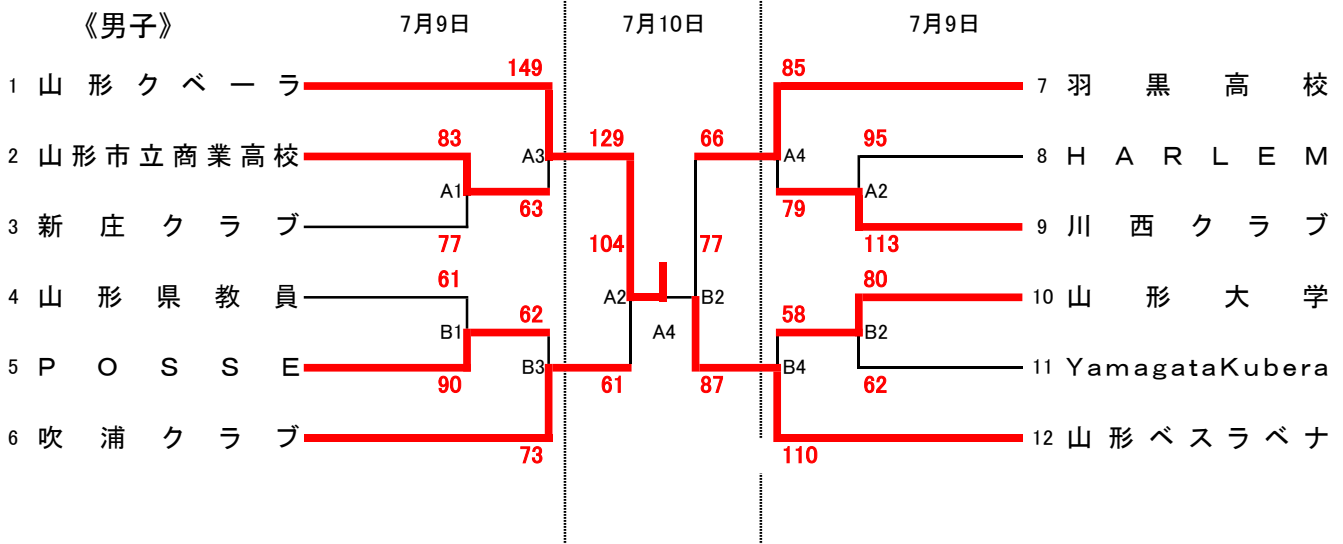 《男子》 7月9日 7月10日 7月9日
149 85
1 山形クベーラ 7 羽黒高校
83 129 66 95
2 山形市立商業高校 A3 A4 8 HARLEM
A1 A2
63 79
3 新庄クラブ 9 川西クラブ
77 104 77 113
61 80
4 山形県教員 A2 B2 10 山形大学
62 58
B1 A4 B2
5 POSSE B3 B4 11 YamagataKubera
90 61 87 62
6 吹浦クラブ 12 山形ベスラベナ
73 110